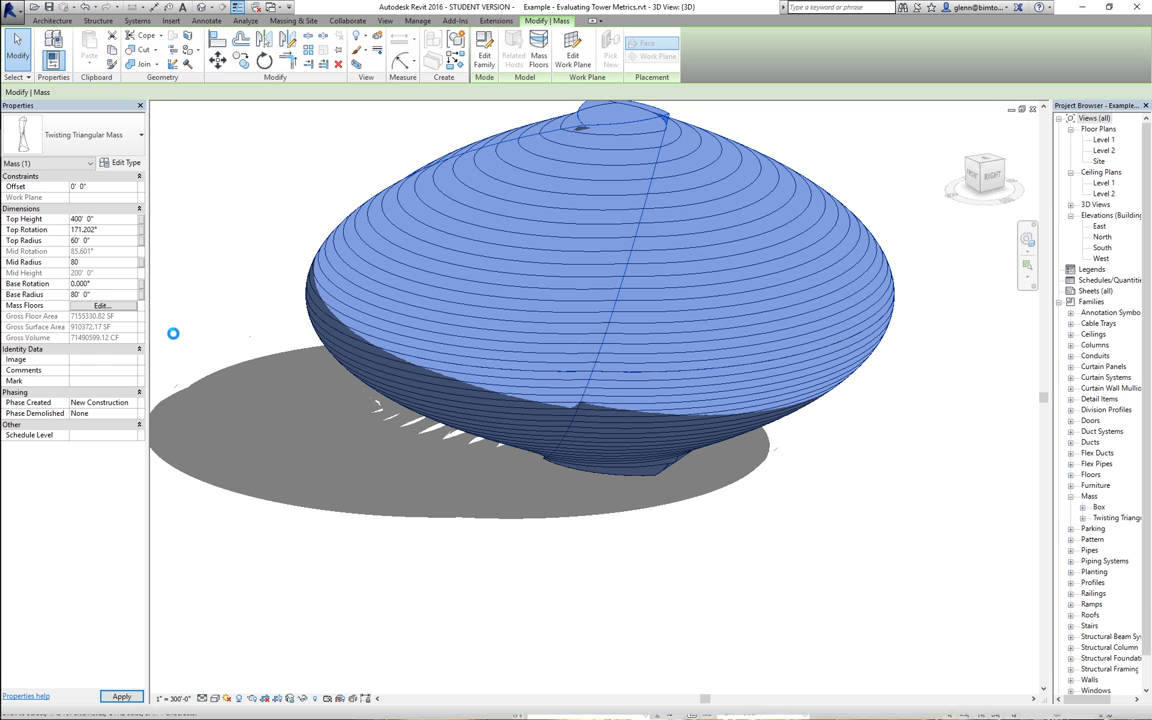 Autodesk Revit 2016 - STUDENT VERSION - Example - Evaluating Tower Metrics.rvt - 3D View: {3D}
Type a keyword or phrase
glenn@bimto...
Architecture Structure Systems Insert Annotate Analyze Massing & Site Collaborate View Manage Add-Ins Extensions Modify | Mass
Modify
Properties
Paste
Cope
Cut
Join
Edit Family
Related Hosts
Mass Floors
Edit Work Plane
Pick New
Face
Work Plane
Select Properties Clipboard Geometry Modify View Measure Create Mode Model Work Plane Placement
Modify | Mass
Properties
Twisting Triangular Mass
Mass (1) Edit Type
Constraints
Offset 0' 0"
Work Plane
Dimensions
Top Height 400' 0"
Top Rotation 171.202°
Top Radius 60' 0"
Mid Rotation 85.601°
Mid Radius 80
Mid Height 200' 0"
Base Rotation 0.000°
Base Radius 80' 0"
Mass Floors Edit...
Gross Floor Area 7155330.82 SF
Gross Surface Area 910372.17 SF
Gross Volume 71490599.12 CF
Identity Data
Image
Comments
Mark
Phasing
Phase Created New Construction
Phase Demolished None
Other
Schedule Level
Properties help Apply
RIGHT
1" = 300'-0"
Project Browser - Example...
Views (all)
Floor Plans
Level 1
Level 2
Site
Ceiling Plans
Level 1
Level 2
3D Views
Elevations (Building
East
North
South
West
Legends
Schedules/Quantiti
Sheets (all)
Families
Annotation Symbo
Cable Trays
Ceilings
Columns
Conduits
Curtain Panels
Curtain Systems
Curtain Wall Mullio
Detail Items
Division Profiles
Doors
Duct Systems
Ducts
Flex Ducts
Flex Pipes
Floors
Furniture
Mass
Box
Twisting Triang
Parking
Pattern
Pipes
Piping Systems
Planting
Profiles
Railings
Ramps
Roofs
Stairs
Structural Beam Sy
Structural Column
Structural Foundati
Structural Framing
Walls
Windows